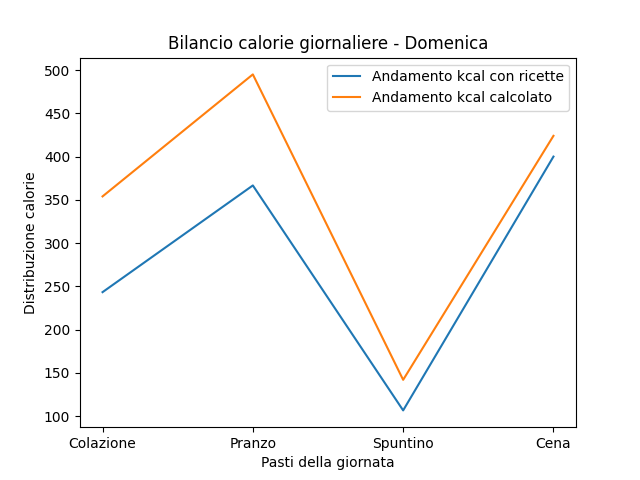 Bilancio calorie giornaliere - Domenica
Andamento kcal con ricette
Andamento kcal calcolato
Distribuzione calorie
500
450
400
350
300
250
200
150
100
Colazione Pranzo Spuntino Cena
Pasti della giornata